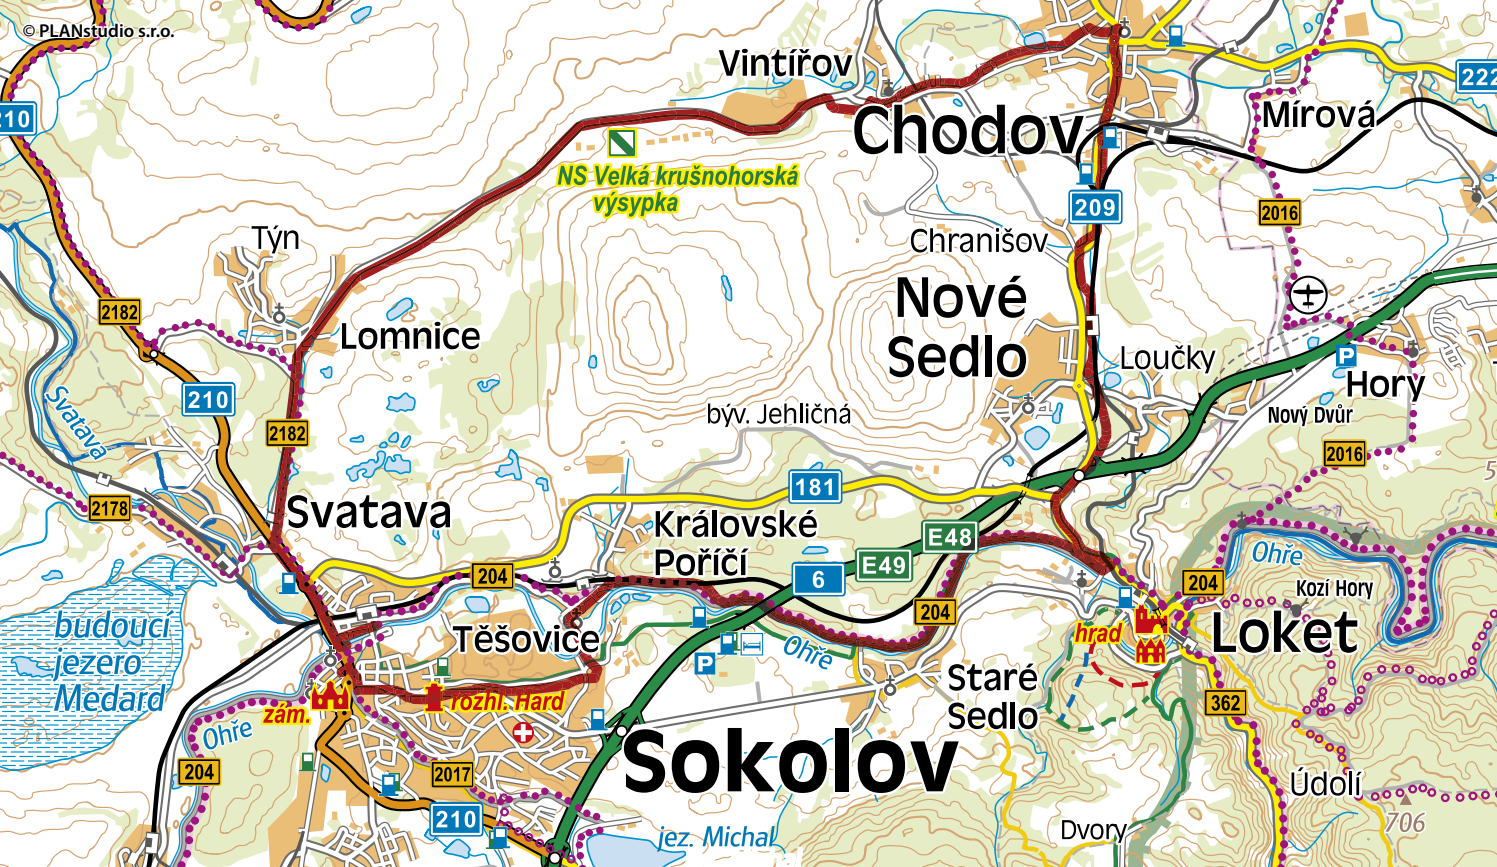 © PLANstudio s.r.o.
Vintířov
222
210
Chodov
Mírová
NS Velká krušnohorská
výsypka
209
2016
Týn
Chranišov
2182
Nové
Sedlo
Lomnice
Loučky
P
Hory
210
Svatava
býv. Jehličná
Nový Dvůr
2182
2016
181
2178
Svatava
Královské
Poříčí
E48
E49
Ohře
204
6
204
Kozí Hory
204
budoucí
jezero
Medard
Těšovice
hrad
Loket
Ohře
P
Staré
Sedlo
rozhl. Hard
zám.
362
Ohře
Sokolov
204
2017
Údolí
210
706
jez. Michal
Dvory